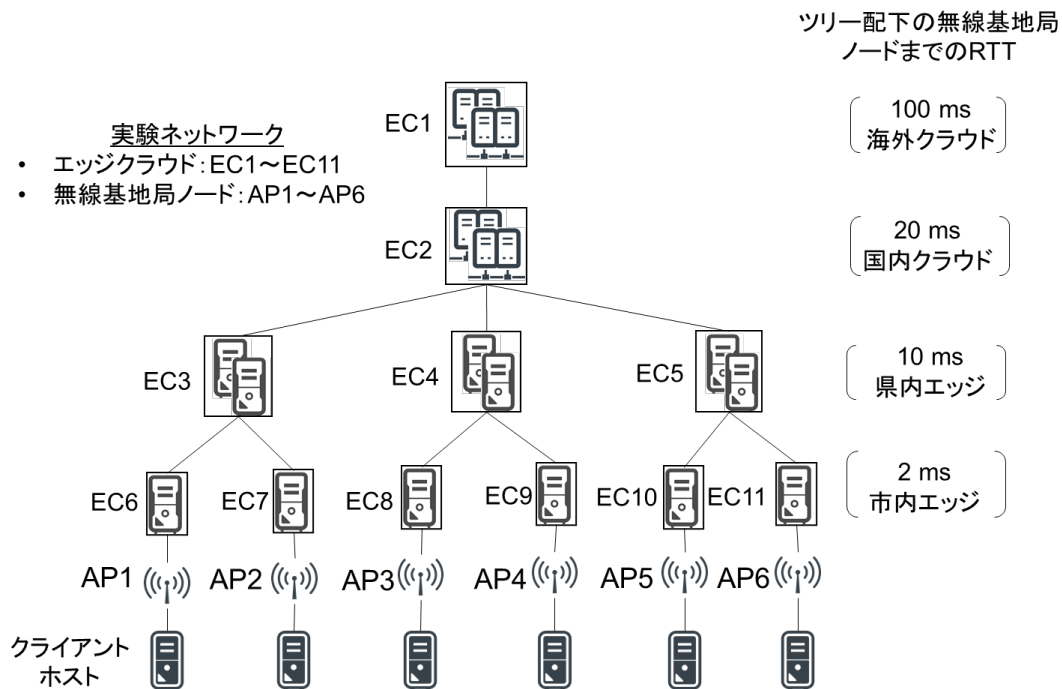 ツリー配下の無線基地局
ノードまでのRTT
EC1
100 ms
海外クラウド
実験ネットワーク
• エッジクラウド：EC1～EC11
• 無線基地局ノード：AP1～AP6
EC2
20 ms
国内クラウド
EC3
EC4
EC5
10 ms
県内エッジ
EC6
EC7
EC8
EC9
EC10
EC11
2 ms
市内エッジ
AP1
AP2
AP3
AP4
AP5
AP6
クライアント
ホスト